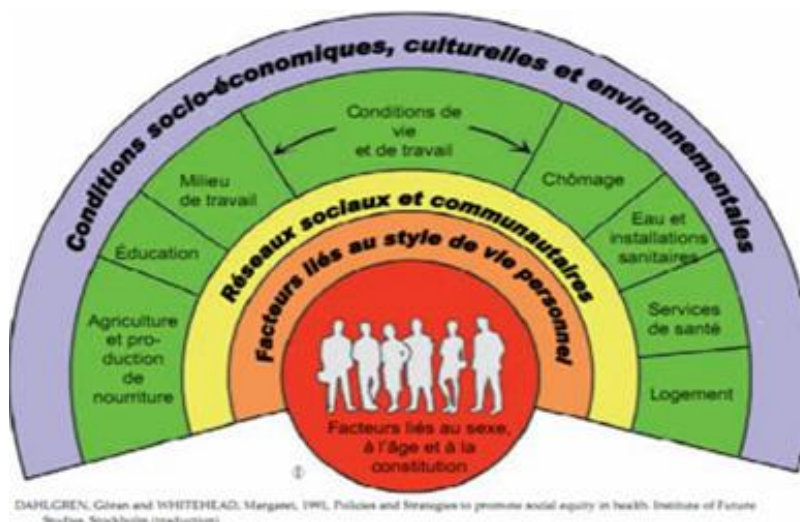 Conditions socio-économiques, culturelles et environnementales
Conditions de
vie
et de travail
Milieu
de travail
Chômage
Éducation
Eau et
installations
sanitaires
Agriculture
et pro-
duction
de
nourriture
Services
de santé
Logement
Réseaux sociaux et communautaires
Facteurs liés au style de vie personnel
Facteurs liés au sexe,
à l'âge et à la
constitution
DAHLGREN, Göran and WHITEHEAD, Margaret, 1991, Policies and Strategies to promote social equity in health. Institute of Future
Studies, Stockholm (traduction)